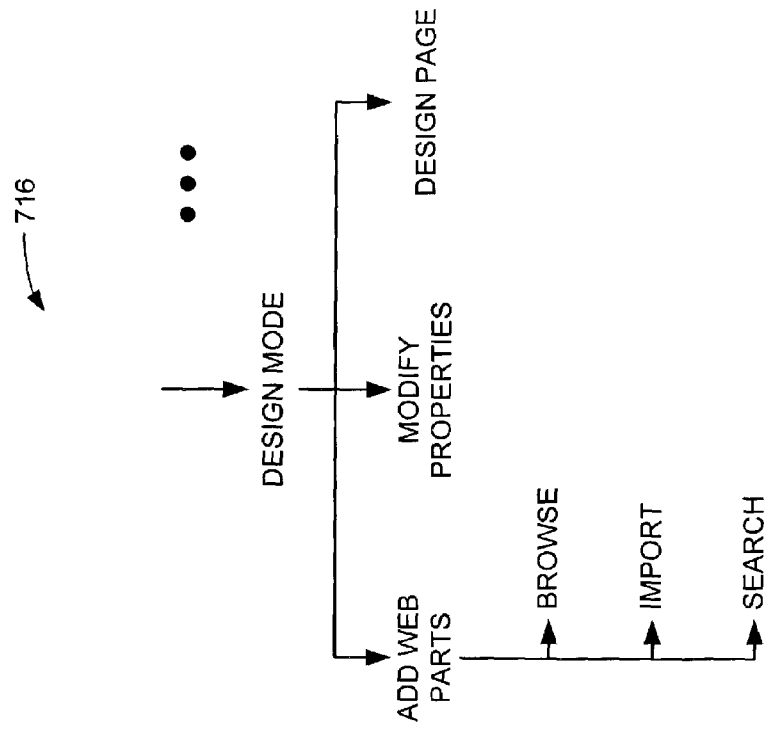 716
DESIGN MODE
ADD WEB
PARTS
MODIFY
PROPERTIES
DESIGN PAGE
BROWSE
IMPORT
SEARCH